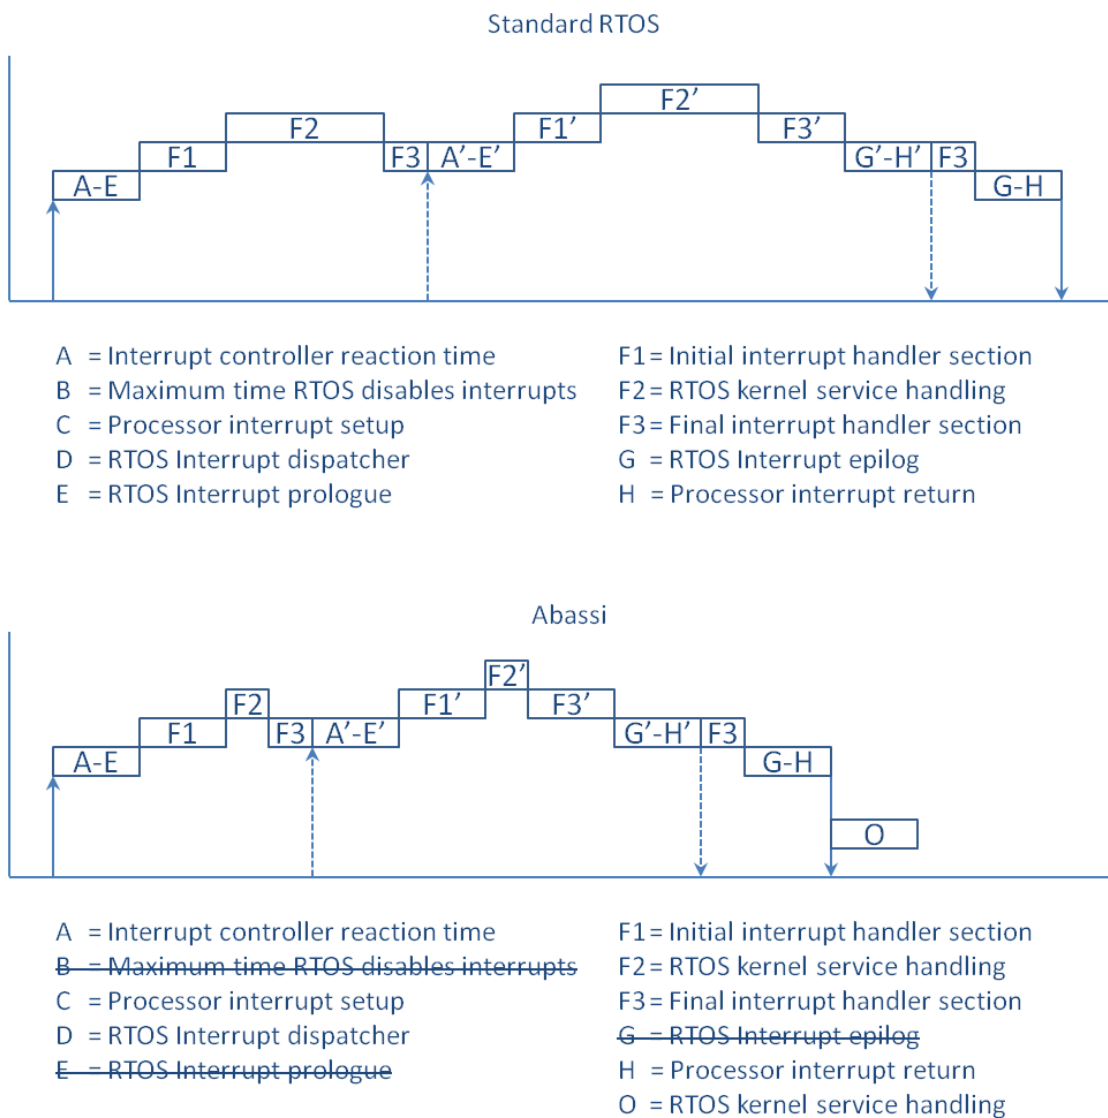 Standard RTOS
F2'
F2
F1'
F3'
F1
F3
A'-E'
G'-H'
F3
A-E
G-H
A = Interrupt controller reaction time
B = Maximum time RTOS disables interrupts
C = Processor interrupt setup
D = RTOS Interrupt dispatcher
E = RTOS Interrupt prologue
F1= Initial interrupt handler section
F2= RTOS kernel service handling
F3= Final interrupt handler section
G = RTOS Interrupt epilog
H = Processor interrupt return
Abassi
F2'
F2
F1'
F3'
F1
F3
A'-E'
G'-H'
F3
A-E
G-H
O
A = Interrupt controller reaction time
B = Maximum time RTOS disables interrupts
C = Processor interrupt setup
D = RTOS Interrupt dispatcher
E = RTOS Interrupt prologue
F1= Initial interrupt handler section
F2= RTOS kernel service handling
F3= Final interrupt handler section
G = RTOS Interrupt epilog
H = Processor interrupt return
O = RTOS kernel service handling